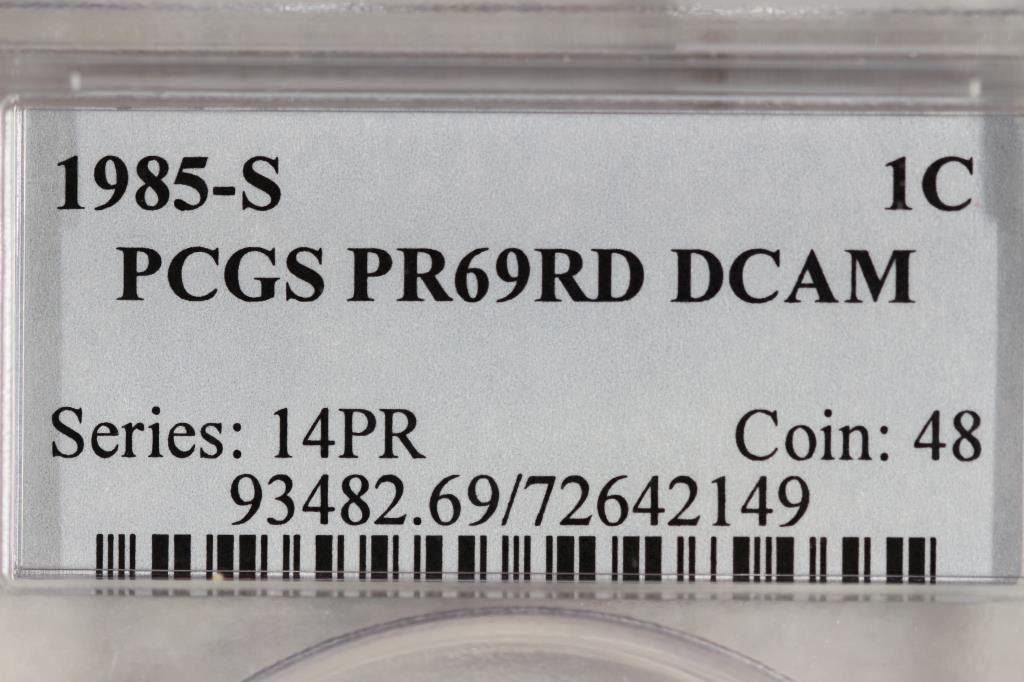 1985-S 1C
PCGS PR69RD DCAM
Series: 14PR Coin: 48
93482.69/72642149